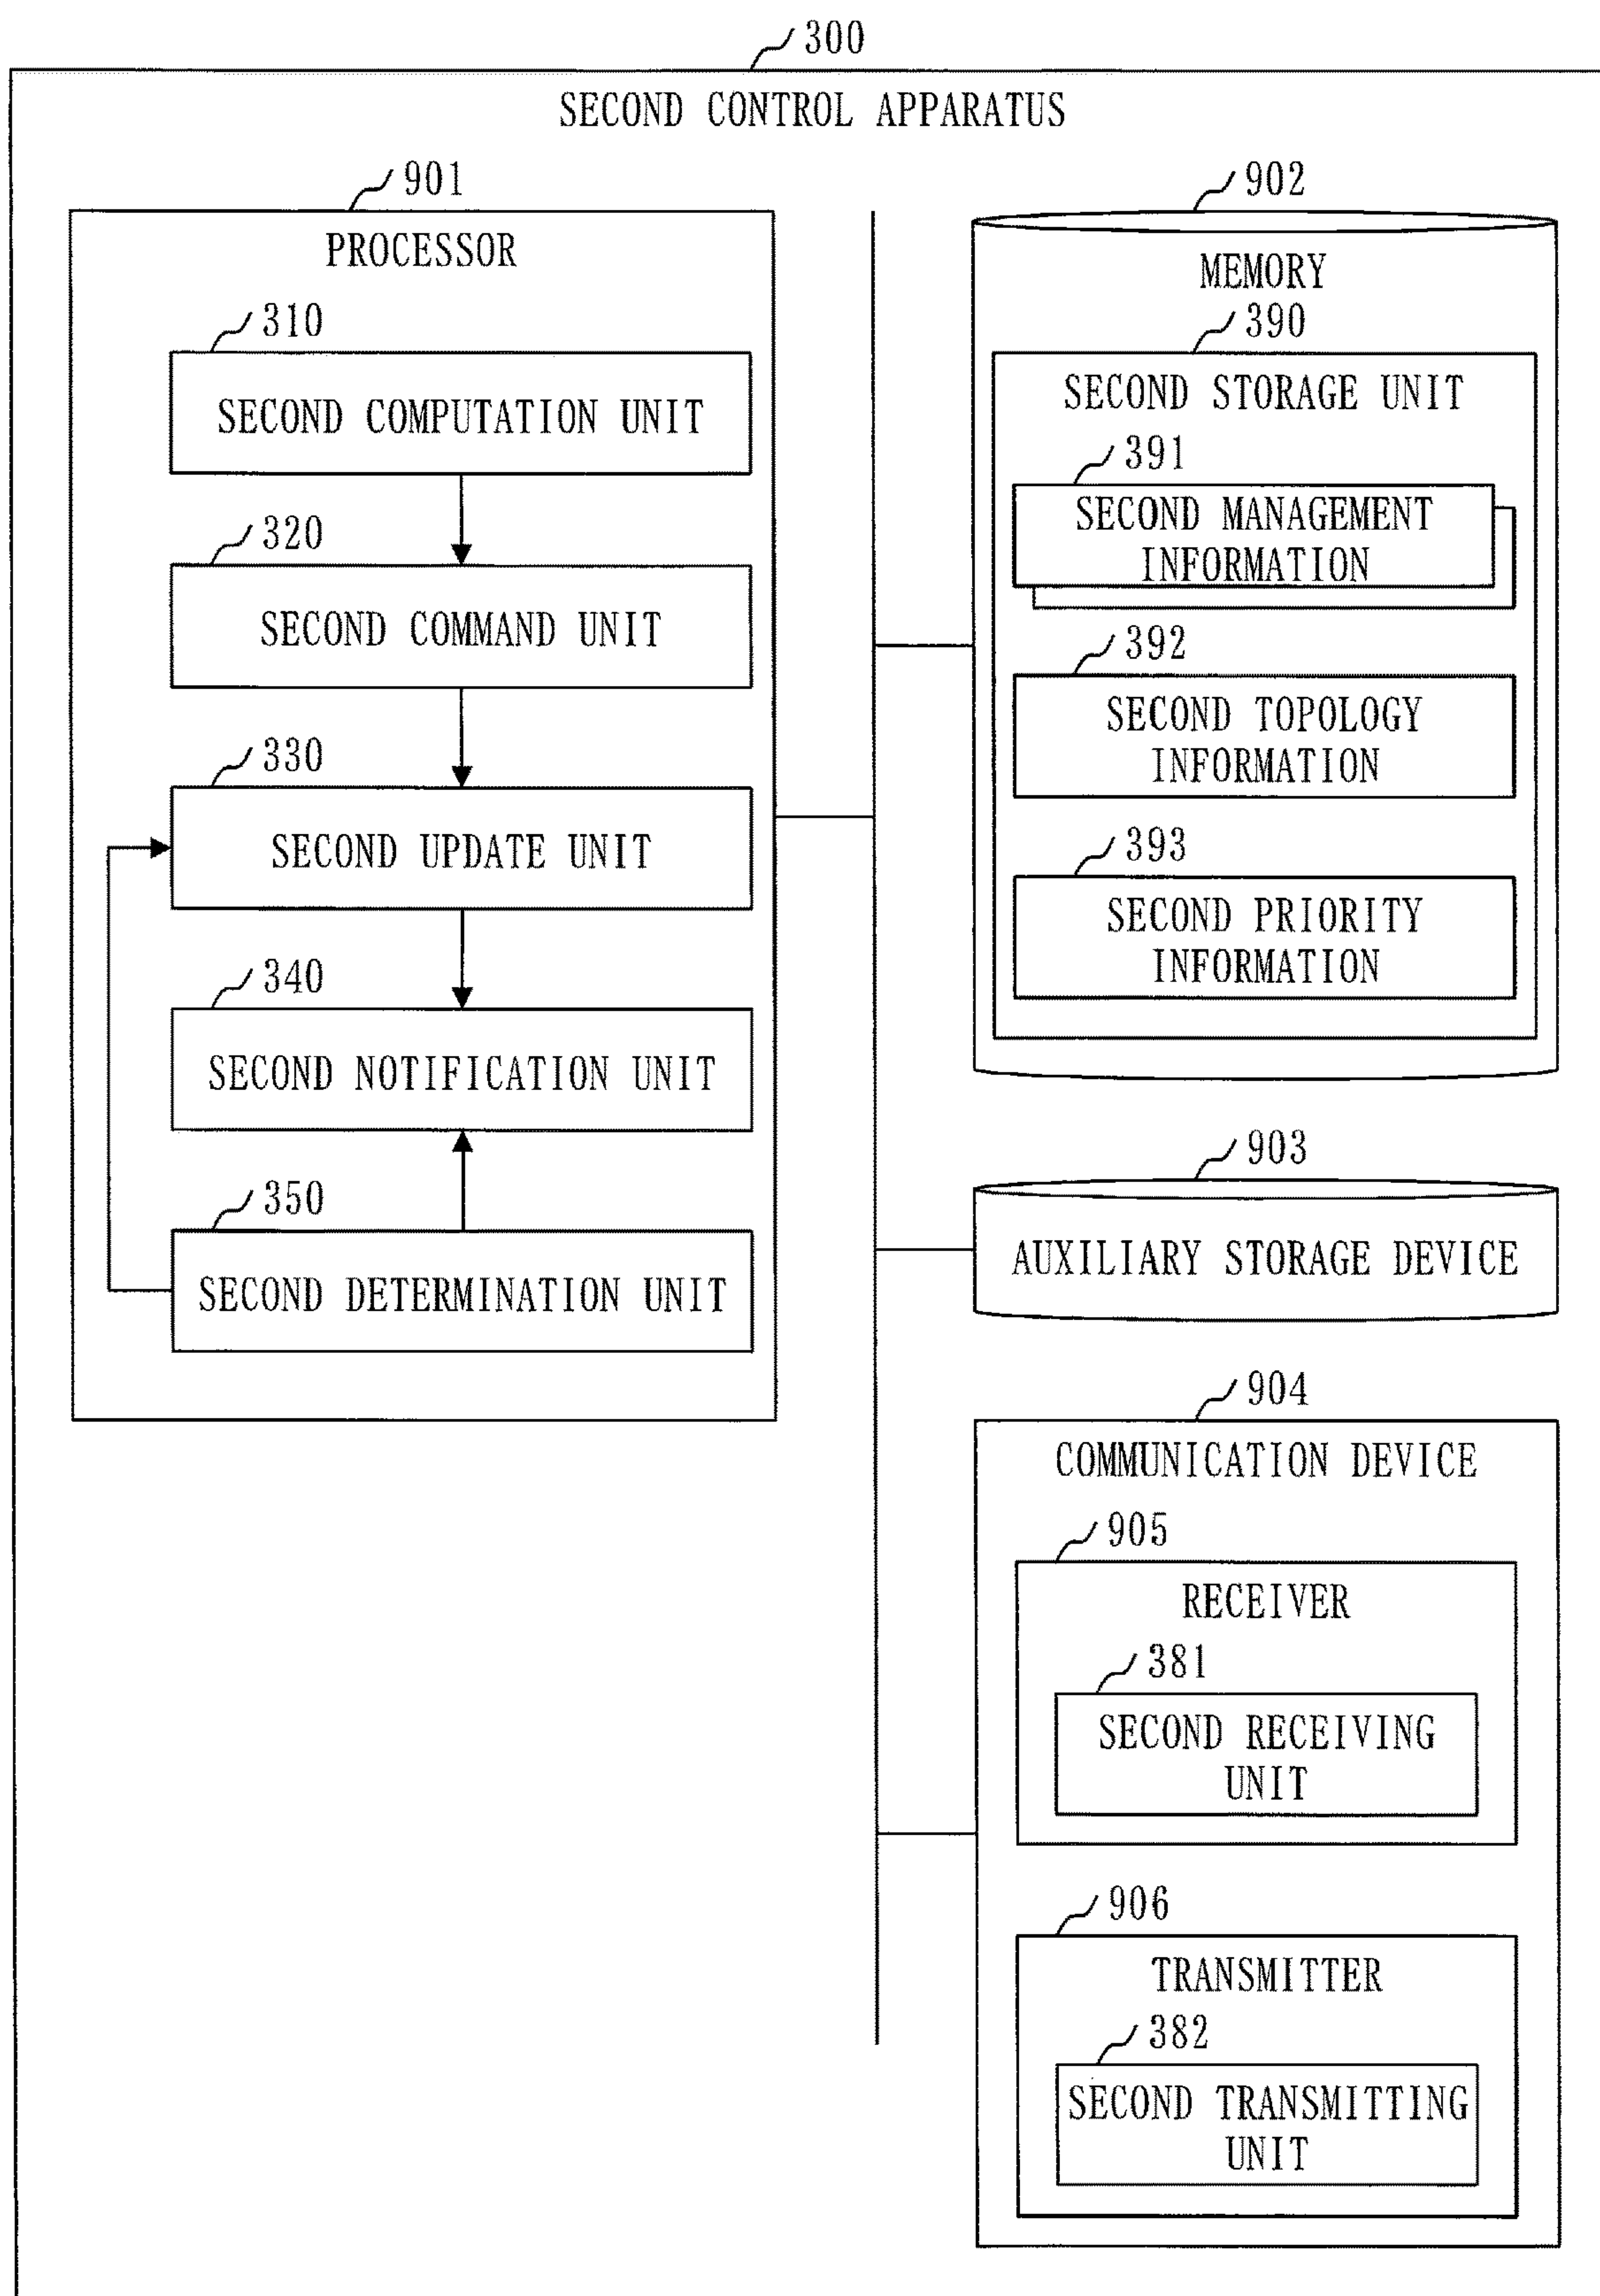 300
SECOND CONTROL APPARATUS
901
PROCESSOR
310
SECOND COMPUTATION UNIT
320
SECOND COMMAND UNIT
330
SECOND UPDATE UNIT
340
SECOND NOTIFICATION UNIT
350
SECOND DETERMINATION UNIT
902
MEMORY
390
SECOND STORAGE UNIT
391
SECOND MANAGEMENT
INFORMATION
392
SECOND TOPOLOGY
INFORMATION
393
SECOND PRIORITY
INFORMATION
903
AUXILIARY STORAGE DEVICE
904
COMMUNICATION DEVICE
905
RECEIVER
381
SECOND RECEIVING
UNIT
906
TRANSMITTER
382
SECOND TRANSMITTING
UNIT